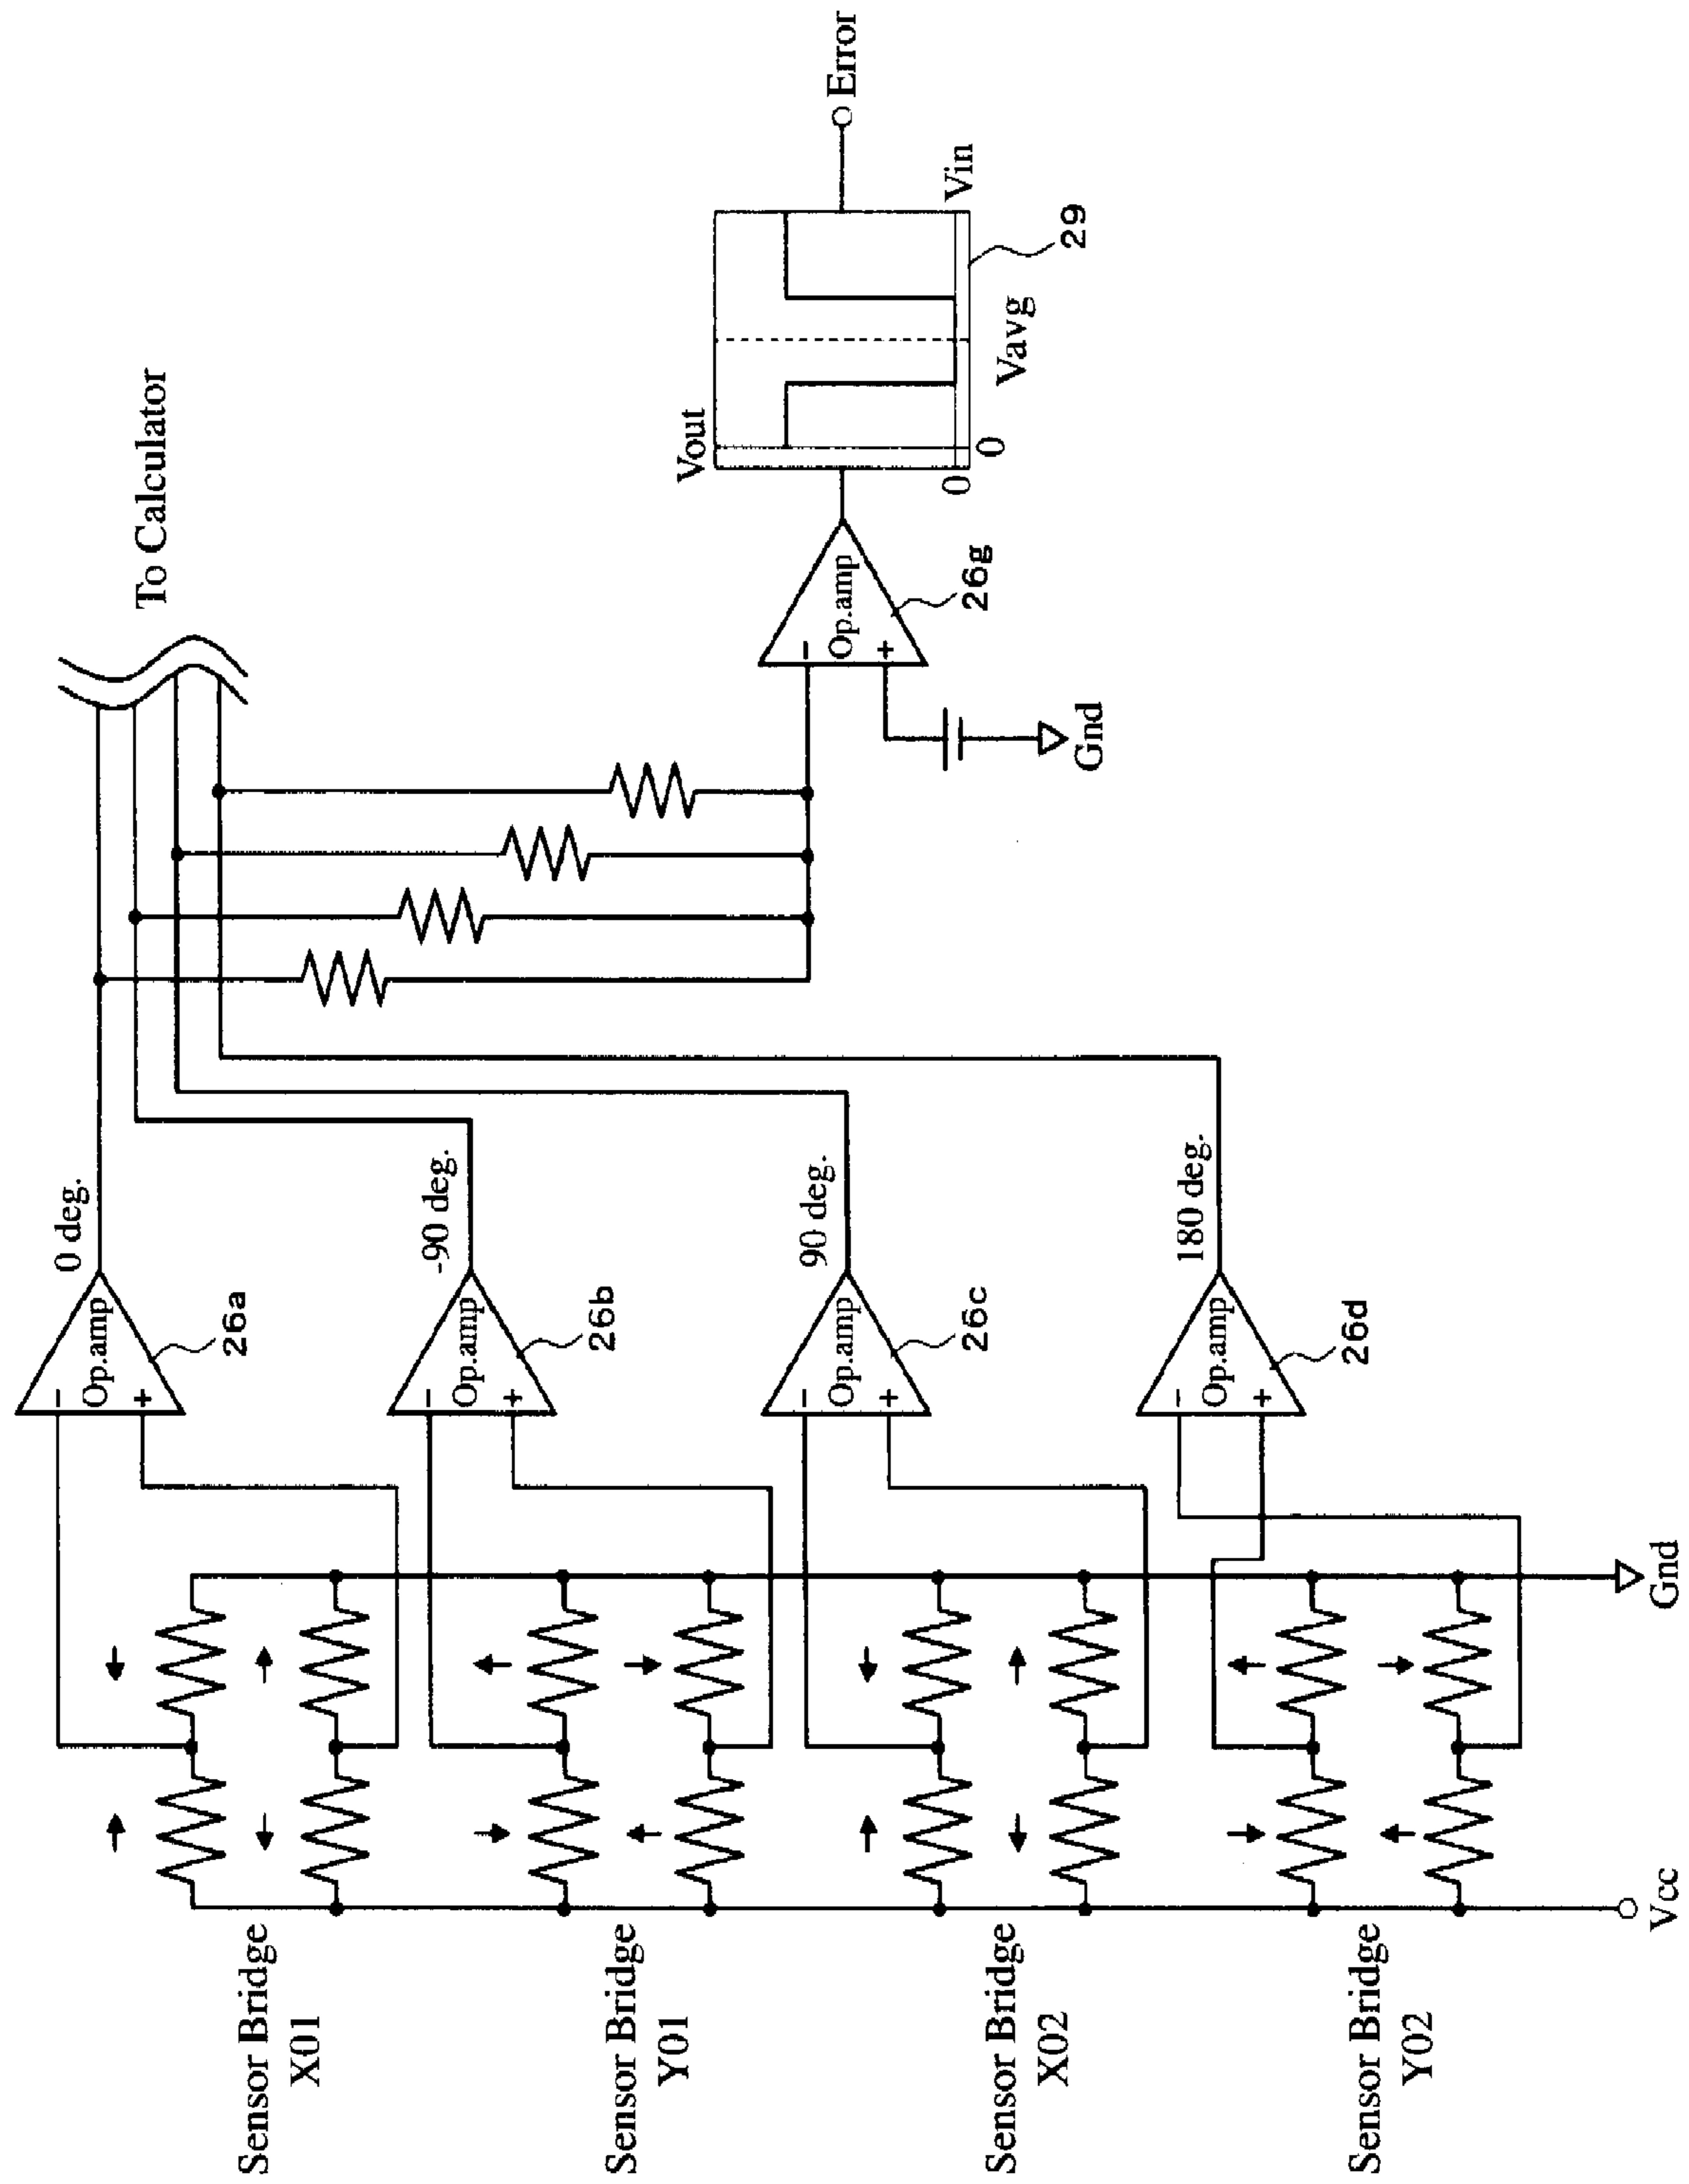 Sensor Bridge
X01
Sensor Bridge
Y01
Sensor Bridge
X02
Sensor Bridge
Y02
Vcc
Gnd
-
Op.amp
+
26a
0 deg.
-
Op.amp
+
26b
-90 deg.
-
Op.amp
+
26c
90 deg.
-
Op.amp
+
26d
180 deg.
To Calculator
-
Op.amp
+
26g
Gnd
Vout
0
0
Vavg
Vin
29
Error